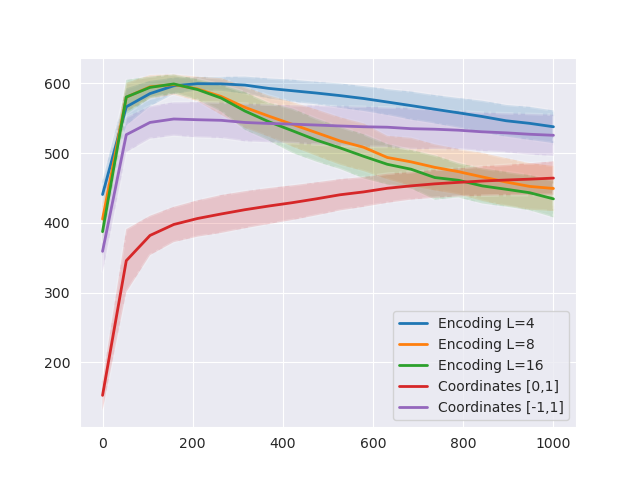 600
500
400
300
200
0
200
400
600
800
1000
Encoding L=4
Encoding L=8
Encoding L=16
Coordinates [0,1]
Coordinates [-1,1]